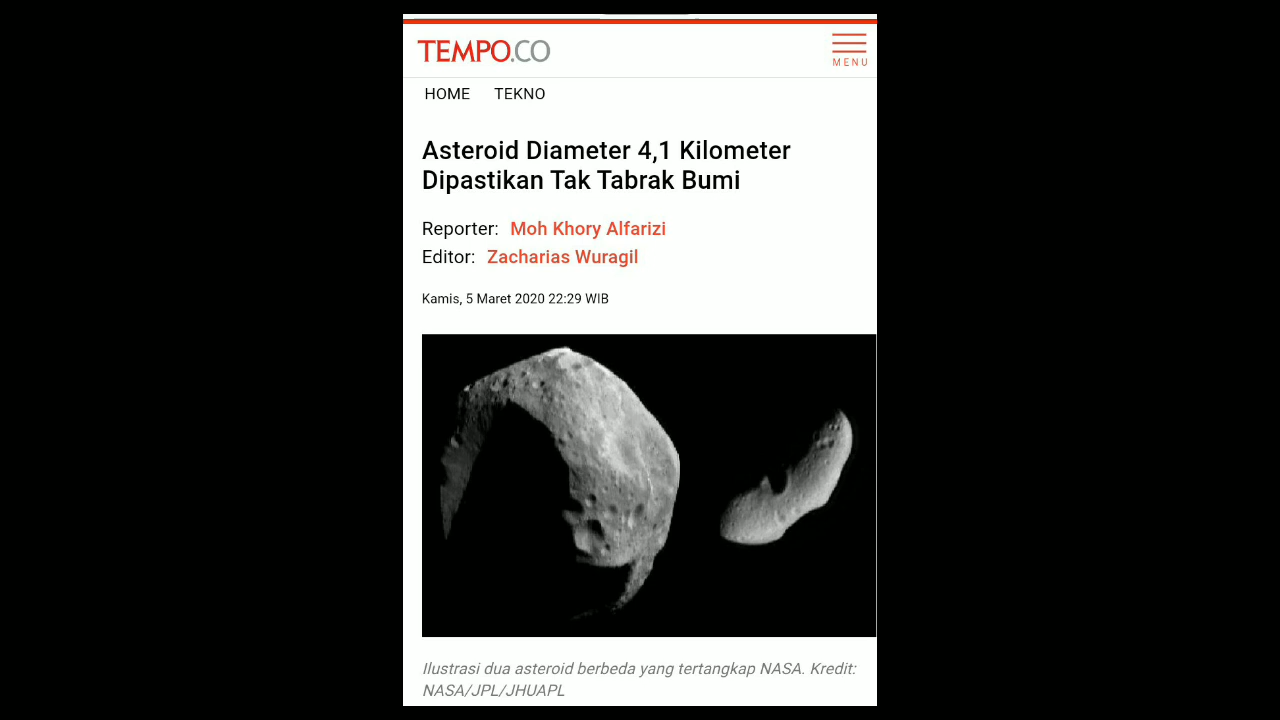 TEMPO.CO
MENU
HOME TEKNO
Asteroid Diameter 4,1 Kilometer
Dipastikan Tak Tabrak Bumi
Reporter: Moh Khory Alfarizi
Editor: Zacharias Wuragil
Kamis, 5 Maret 2020 22:29 WIB
Ilustrasi dua asteroid berbeda yang tertangkap NASA. Kredit:
NASA/JPL/JHUAPL